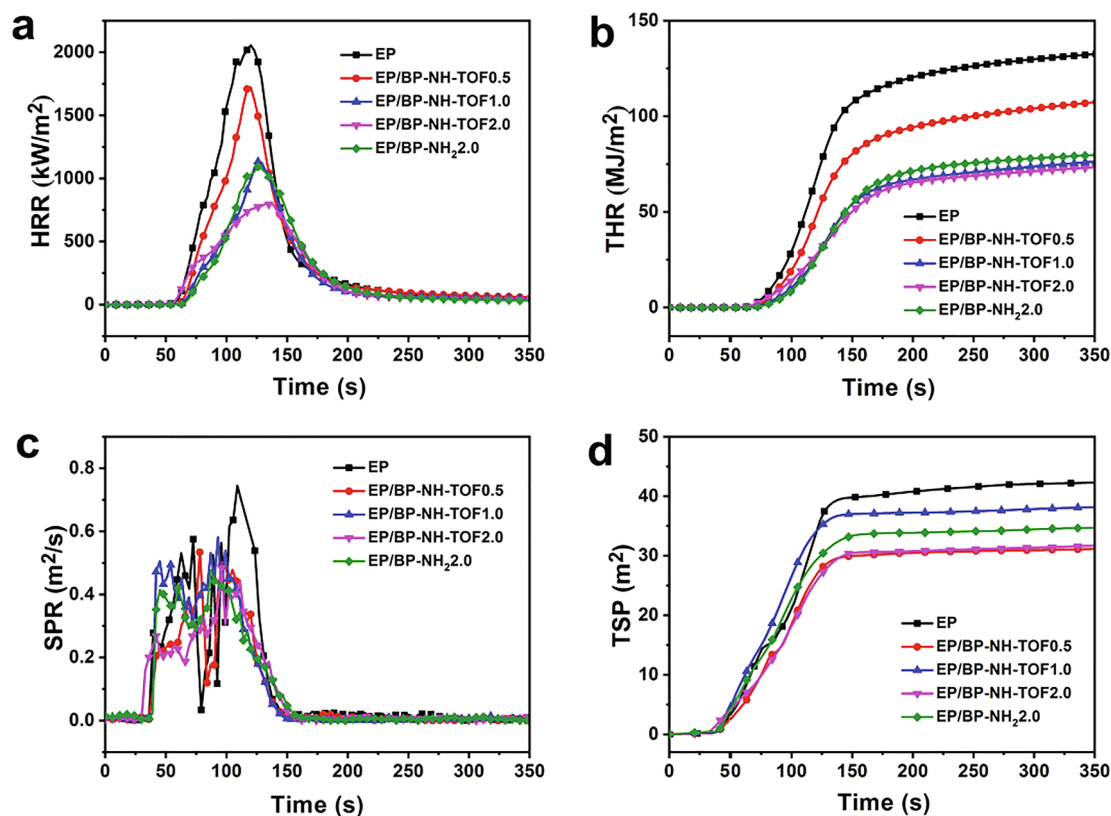 a
HRR (kW/m²)
2000
1500
1000
500
0
EP
EP/BP-NH-TOF0.5
EP/BP-NH-TOF1.0
EP/BP-NH-TOF2.0
EP/BP-NH₂2.0
0 50 100 150 200 250 300 350
Time (s)
b
THR (MJ/m²)
150
100
50
0
EP
EP/BP-NH-TOF0.5
EP/BP-NH-TOF1.0
EP/BP-NH-TOF2.0
EP/BP-NH₂2.0
0 50 100 150 200 250 300 350
Time (s)
c
SPR (m²/s)
0.8
0.6
0.4
0.2
0.0
EP
EP/BP-NH-TOF0.5
EP/BP-NH-TOF1.0
EP/BP-NH-TOF2.0
EP/BP-NH₂2.0
0 50 100 150 200 250 300 350
Time (s)
d
TSP (m²)
50
40
30
20
10
0
EP
EP/BP-NH-TOF0.5
EP/BP-NH-TOF1.0
EP/BP-NH-TOF2.0
EP/BP-NH₂2.0
0 50 100 150 200 250 300 350
Time (s)